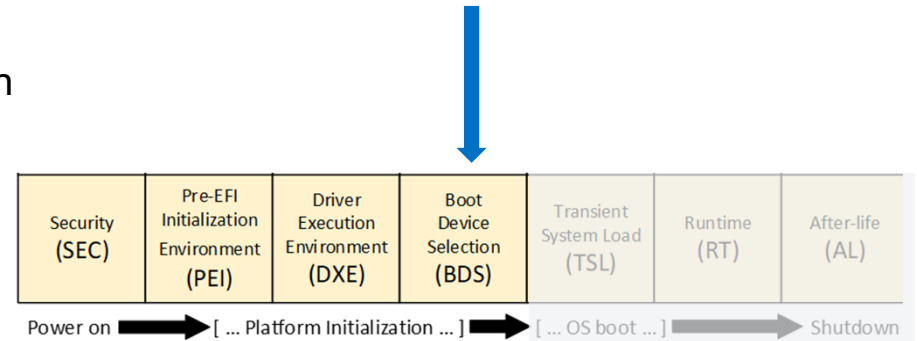 n
Security
(SEC)
Pre-EFI
Initialization
Environment
(PEI)
Driver
Execution
Environment
(DXE)
Boot
Device
Selection
(BDS)
Transient
System Load
(TSL)
Runtime
(RT)
After-life
(AL)
Power on [ ... Platform Initialization ... ] [ ... OS boot ... ] Shutdown